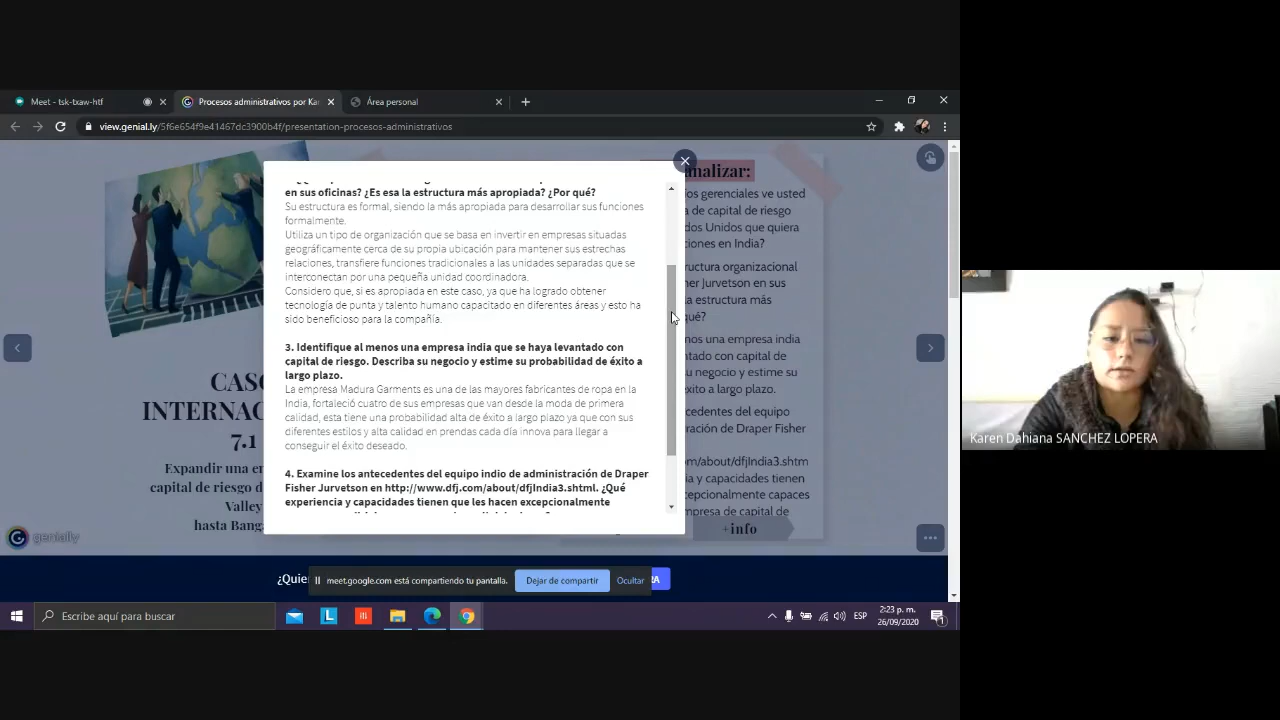 Meet - tsk-txaw-htf
Procesos administrativos por Ka
Área personal
view.genial.ly/5f6e654f9e41467dc3900b4f/presentation-procesos-administrativos
en sus oficinas? ¿Es esa la estructura más apropiada? ¿Por qué?
Su estructura es formal, siendo la más apropiada para desarrollar sus funciones
formalmente.
Utiliza un tipo de organización que se basa en invertir en empresas situadas
geográficamente cerca de su propia ubicación para mantener sus estrechas
relaciones, transfiere funciones tradicionales a las unidades separadas que se
interconectan por una pequeña unidad coordinadora.
Considero que, si es apropiada en este caso, ya que ha logrado obtener
tecnología de punta y talento humano capacitado en diferentes áreas y esto ha
sido beneficioso para la compañía.
3. Identifique al menos una empresa india que se haya levantado con
capital de riesgo. Describa su negocio y estime su probabilidad de éxito a
largo plazo.
La empresa Madura Garments es una de las mayores fabricantes de ropa en la
India, fortaleció cuatro de sus empresas que van desde la moda de primera
calidad, esta tiene una probabilidad alta de éxito a largo plazo ya que con sus
diferentes estilos y alta calidad en prendas cada día innova para llegar a
conseguir el éxito deseado.
4. Examine los antecedentes del equipo indio de administración de Draper
Fisher Jurvetson en http://www.dfj.com/about/dfjIndia3.shtml. ¿Qué
experiencia y capacidades tienen que les hacen excepcionalmente
CASO
INTERNAC
7.1
Expandir una em
capital de riesgo d
Valley
hasta Banga
nalizar:
os gerenciales ve usted
a de capital de riesgo
dos Unidos que quiera
ciones en India?
ructura organizacional
her Jurvetson en sus
la estructura más
qué?
nos una empresa india
ntado con capital de
u negocio y estime su
éxito a largo plazo.
cedentes del equipo
ración de Draper Fisher
om/about/dfjIndia3.shtm
ia y capacidades tienen
cepcionalmente capaces
mpresa de capital de
+info
genially
¿Quie
RA
meet.google.com está compartiendo tu pantalla.
Dejar de compartir
Ocultar
Escribe aquí para buscar
ESP
2:23 p. m.
26/09/2020
Karen Dahiana SANCHEZ LOPERA